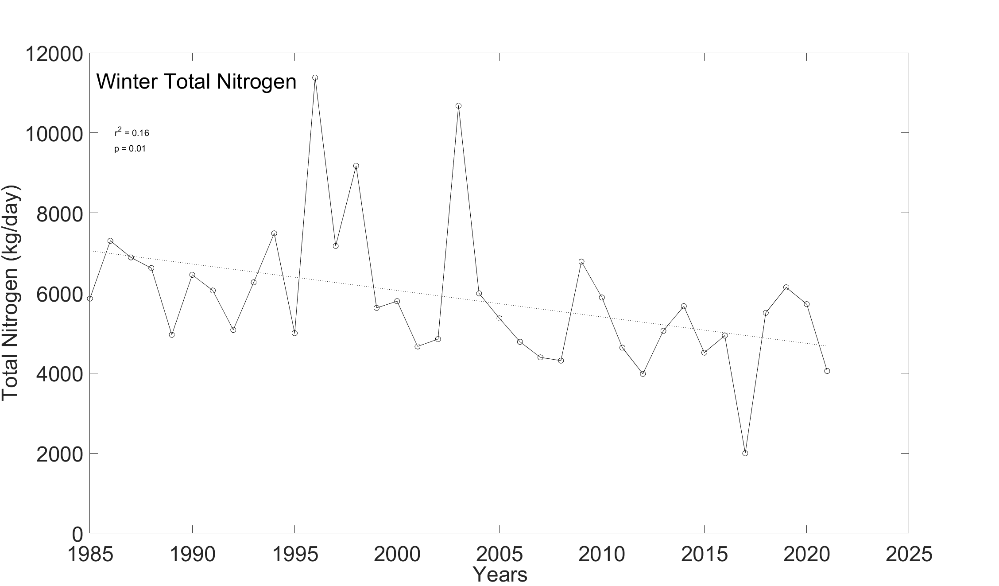 Winter Total Nitrogen
r2 = 0.16
p = 0.01
Total Nitrogen (kg/day)
12000
10000
8000
6000
4000
2000
0
1985 1990 1995 2000 2005 2010 2015 2020 2025
Years